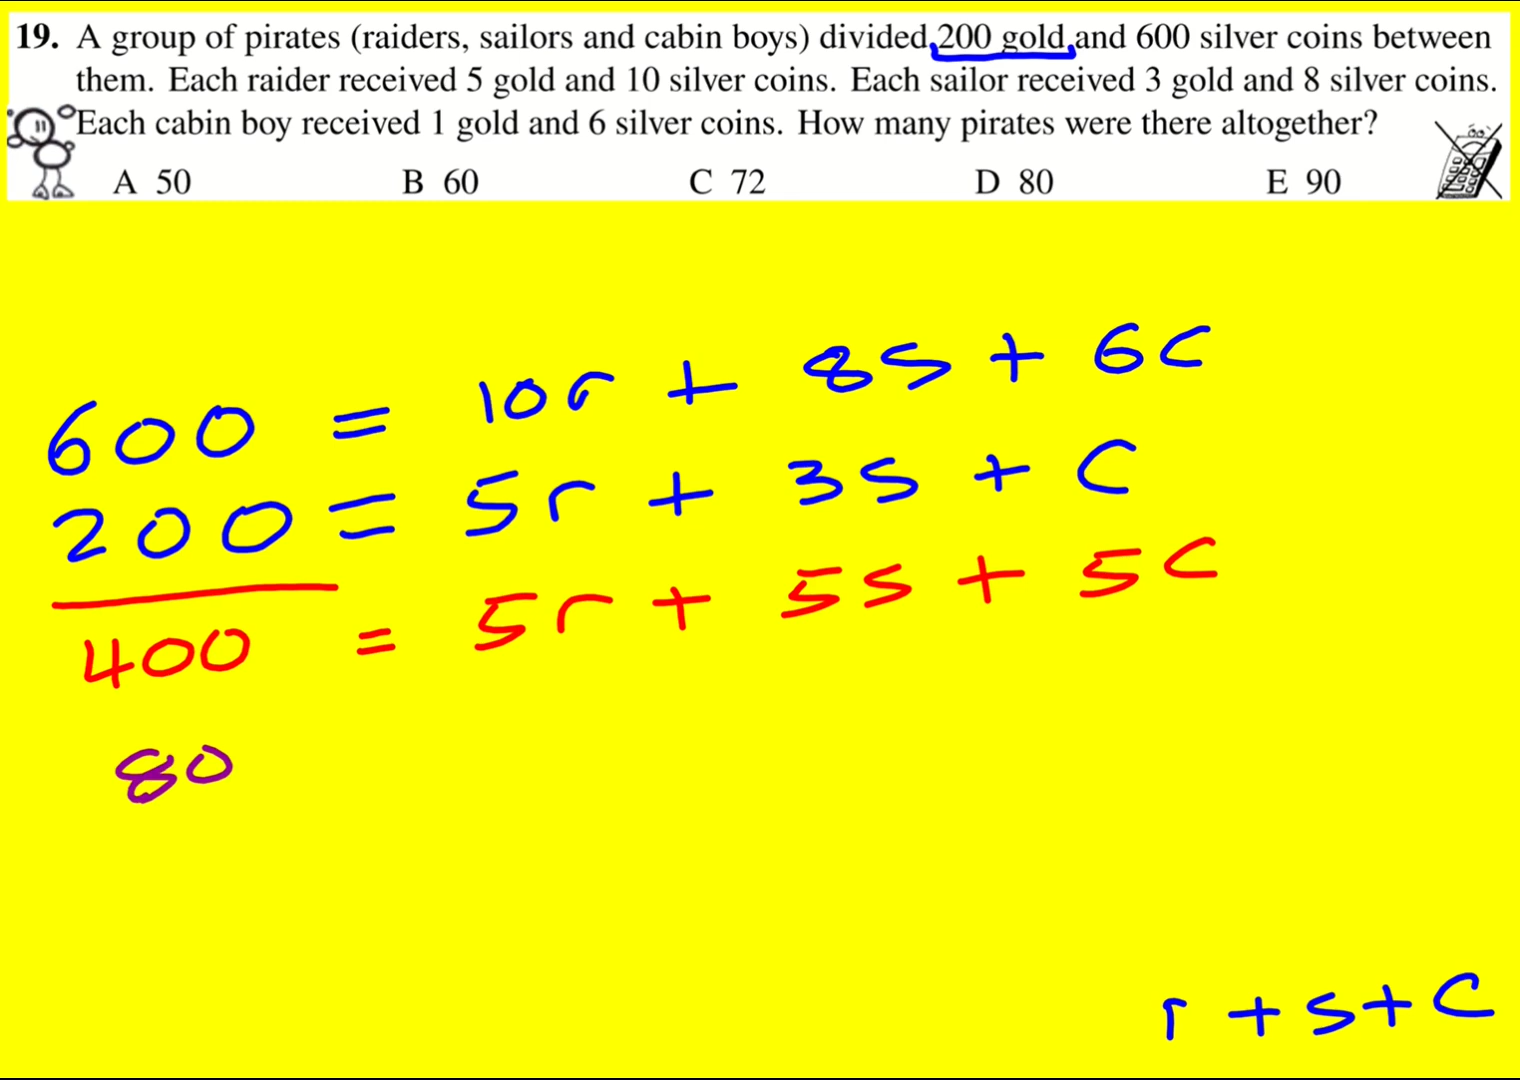 19. A group of pirates (raiders, sailors and cabin boys) divided 200 gold and 600 silver coins between
them. Each raider received 5 gold and 10 silver coins. Each sailor received 3 gold and 8 silver coins.
Each cabin boy received 1 gold and 6 silver coins. How many pirates were there altogether?
A 50 B 60 C 72 D 80 E 90
600 = 10r + 8s + 6c
200 = 5r + 3s + c
400 = 5r + 5s + 5c
80
r + s + c